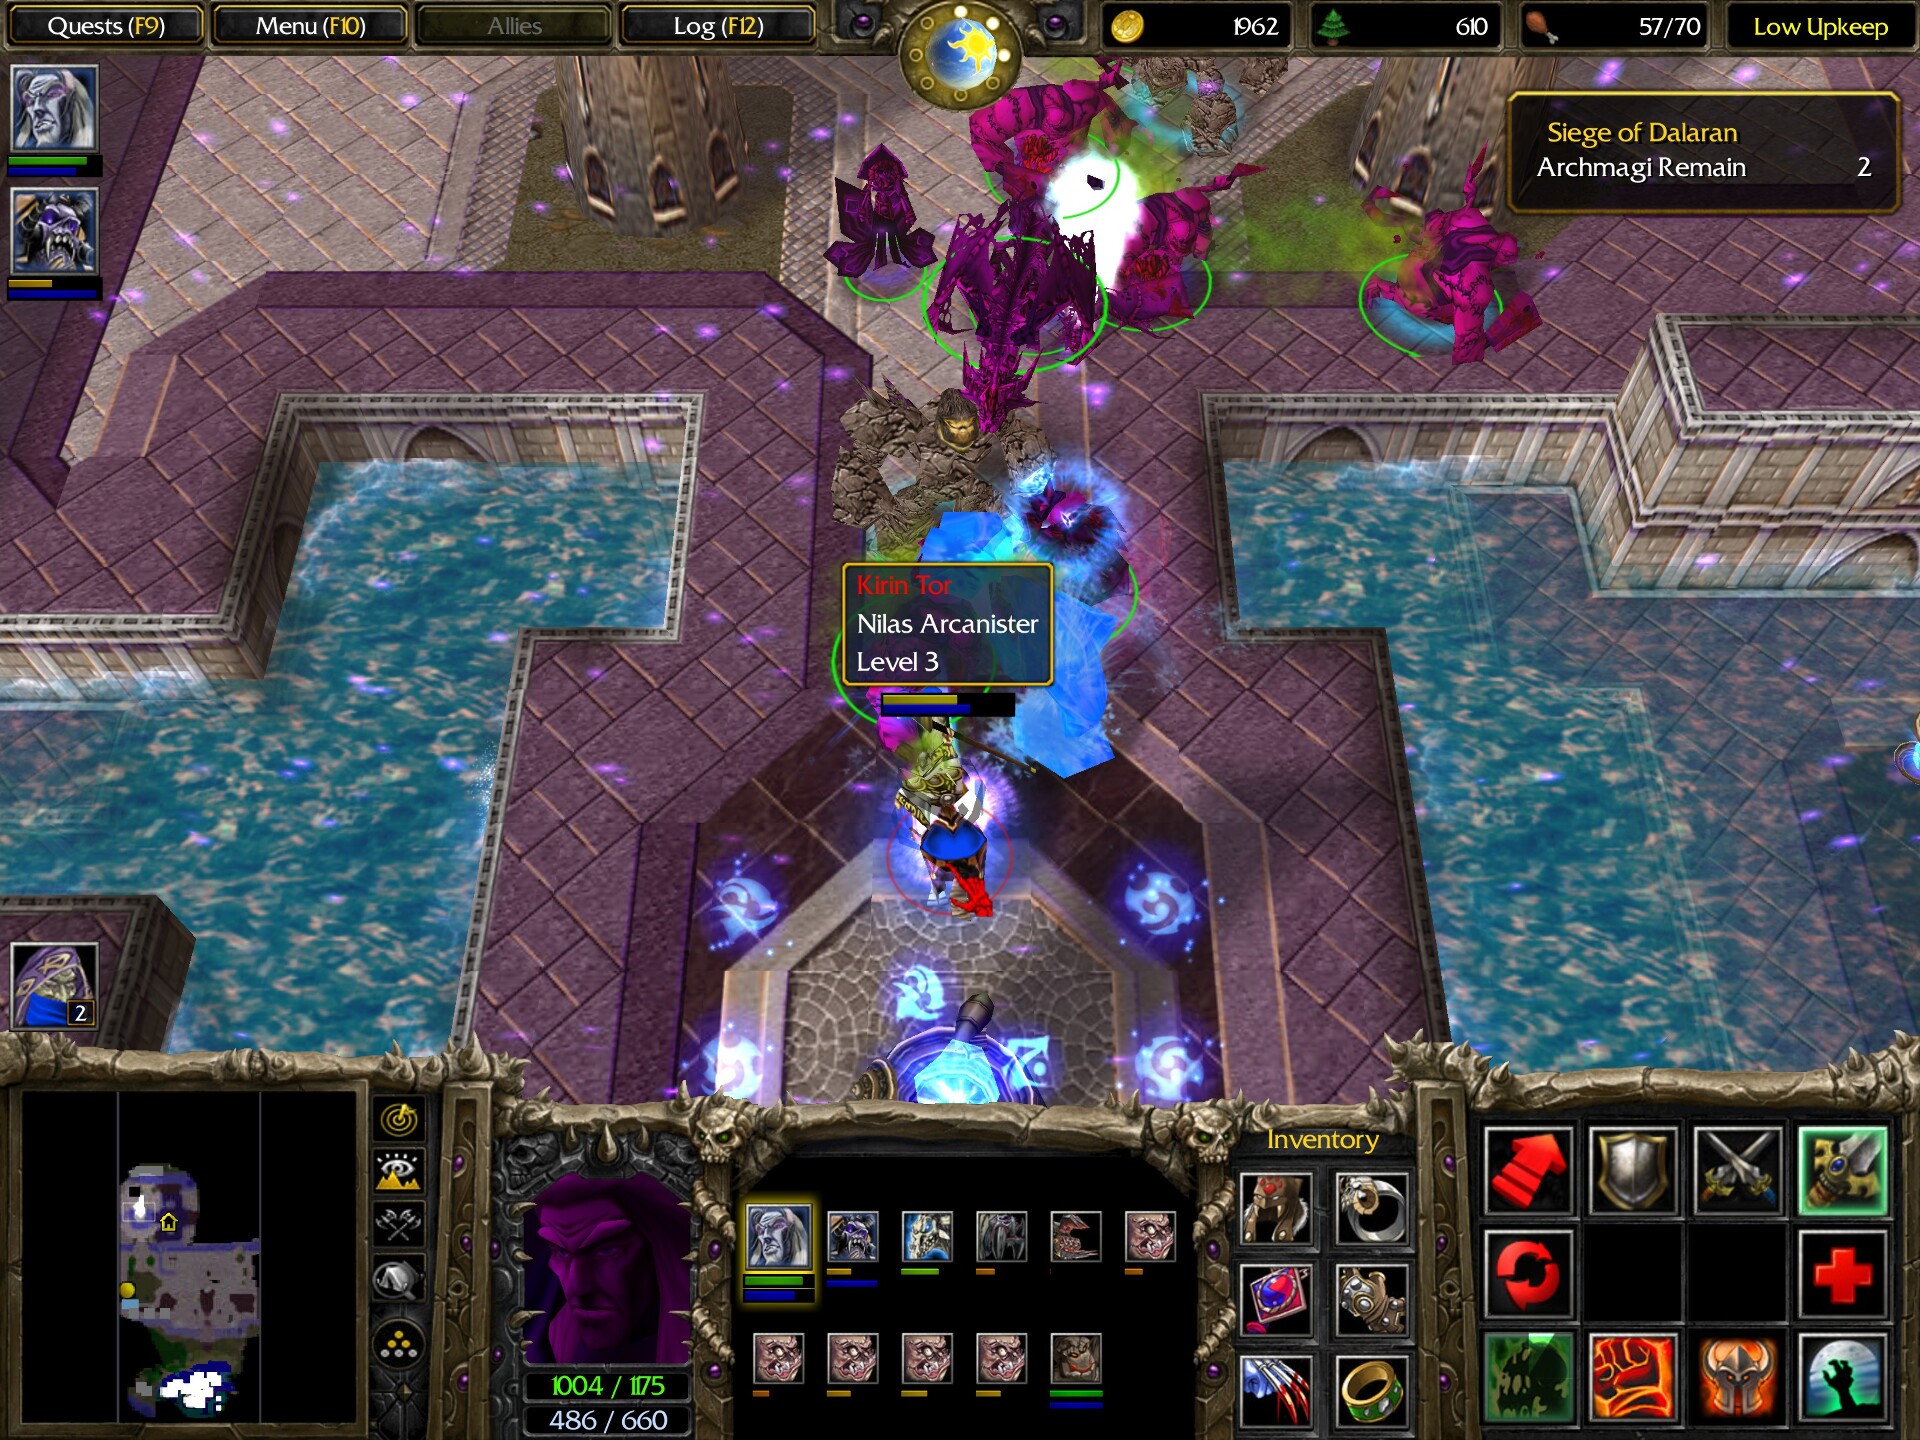 Quests (F9)
Menu (F10)
Allies
Log (F12)
1962
610
57/70
Low Upkeep
Siege of Dalaran
Archmagi Remain 2
Kirin Tor
Nilas Arcanister
Level 3
2
Inventory
1004 / 1175
486 / 660